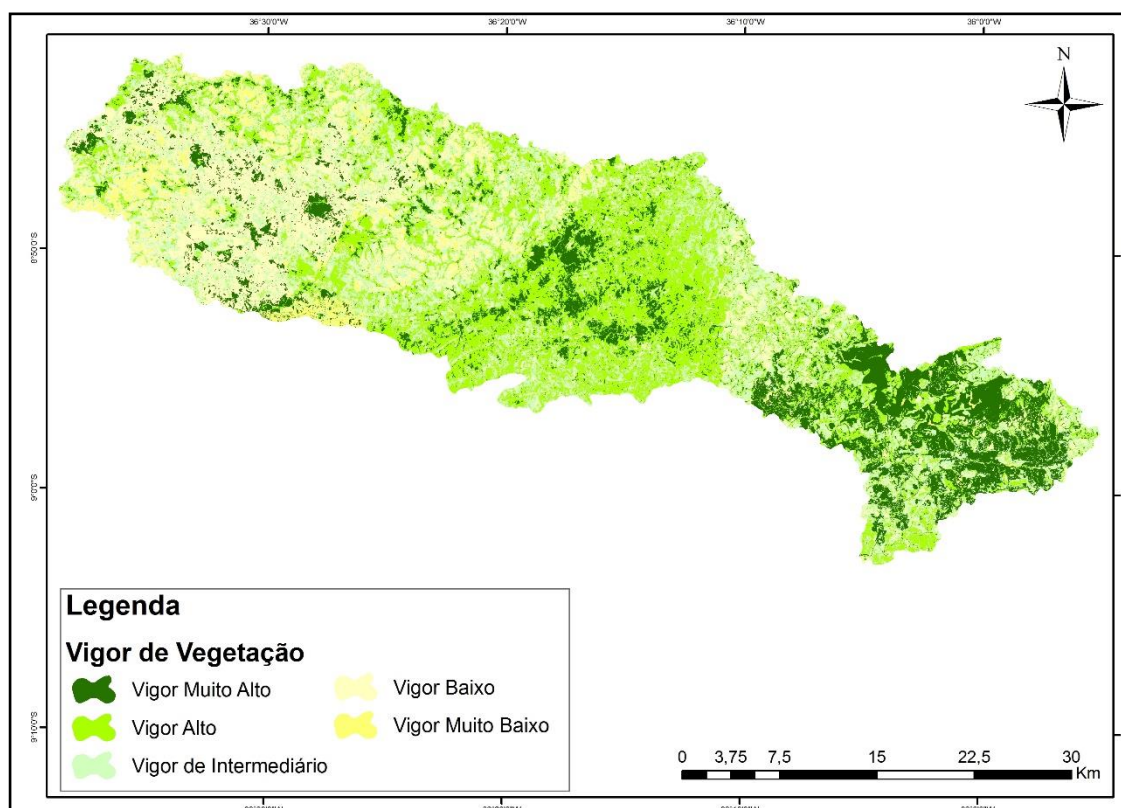 36°30'0"W 36°20'0"W 36°10'0"W 36°0'0"W
N
8°50'0"S
9°0'0"S
9°10'0"S
Legenda
Vigor de Vegetação
Vigor Muito Alto
Vigor Baixo
Vigor Alto
Vigor Muito Baixo
Vigor de Intermediário
0 3,75 7,5 15 22,5 30
Km